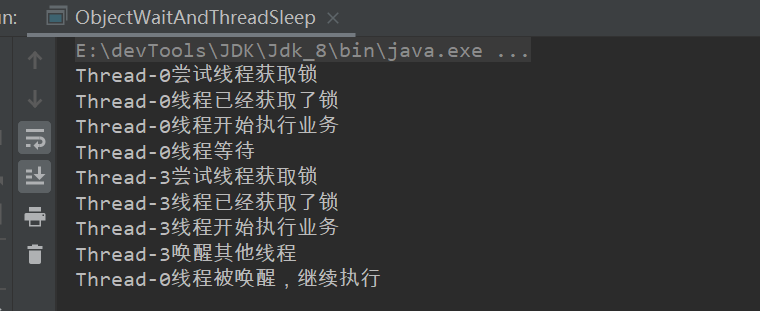 un: ObjectWaitAndThreadSleep ×
E:\devTools\JDK\Jdk_8\bin\java.exe ...
Thread-0尝试线程获取锁
Thread-0线程已经获取了锁
Thread-0线程开始执行业务
Thread-0线程等待
Thread-3尝试线程获取锁
Thread-3线程已经获取了锁
Thread-3线程开始执行业务
Thread-3唤醒其他线程
Thread-0线程被唤醒，继续执行